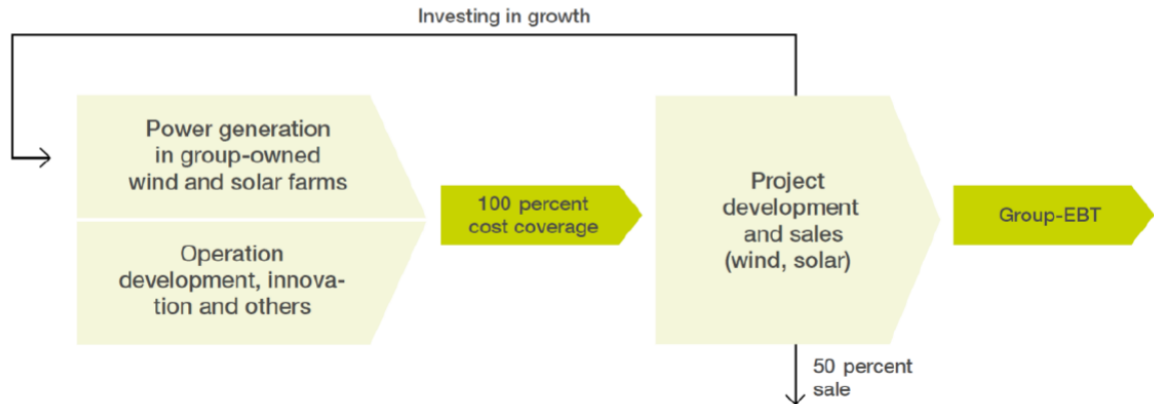 Investing in growth
Power generation
in group-owned
wind and solar farms
Operation
development, innova-
tion and others
100 percent
cost coverage
Project
development
and sales
(wind, solar)
Group-EBT
50 percent
sale